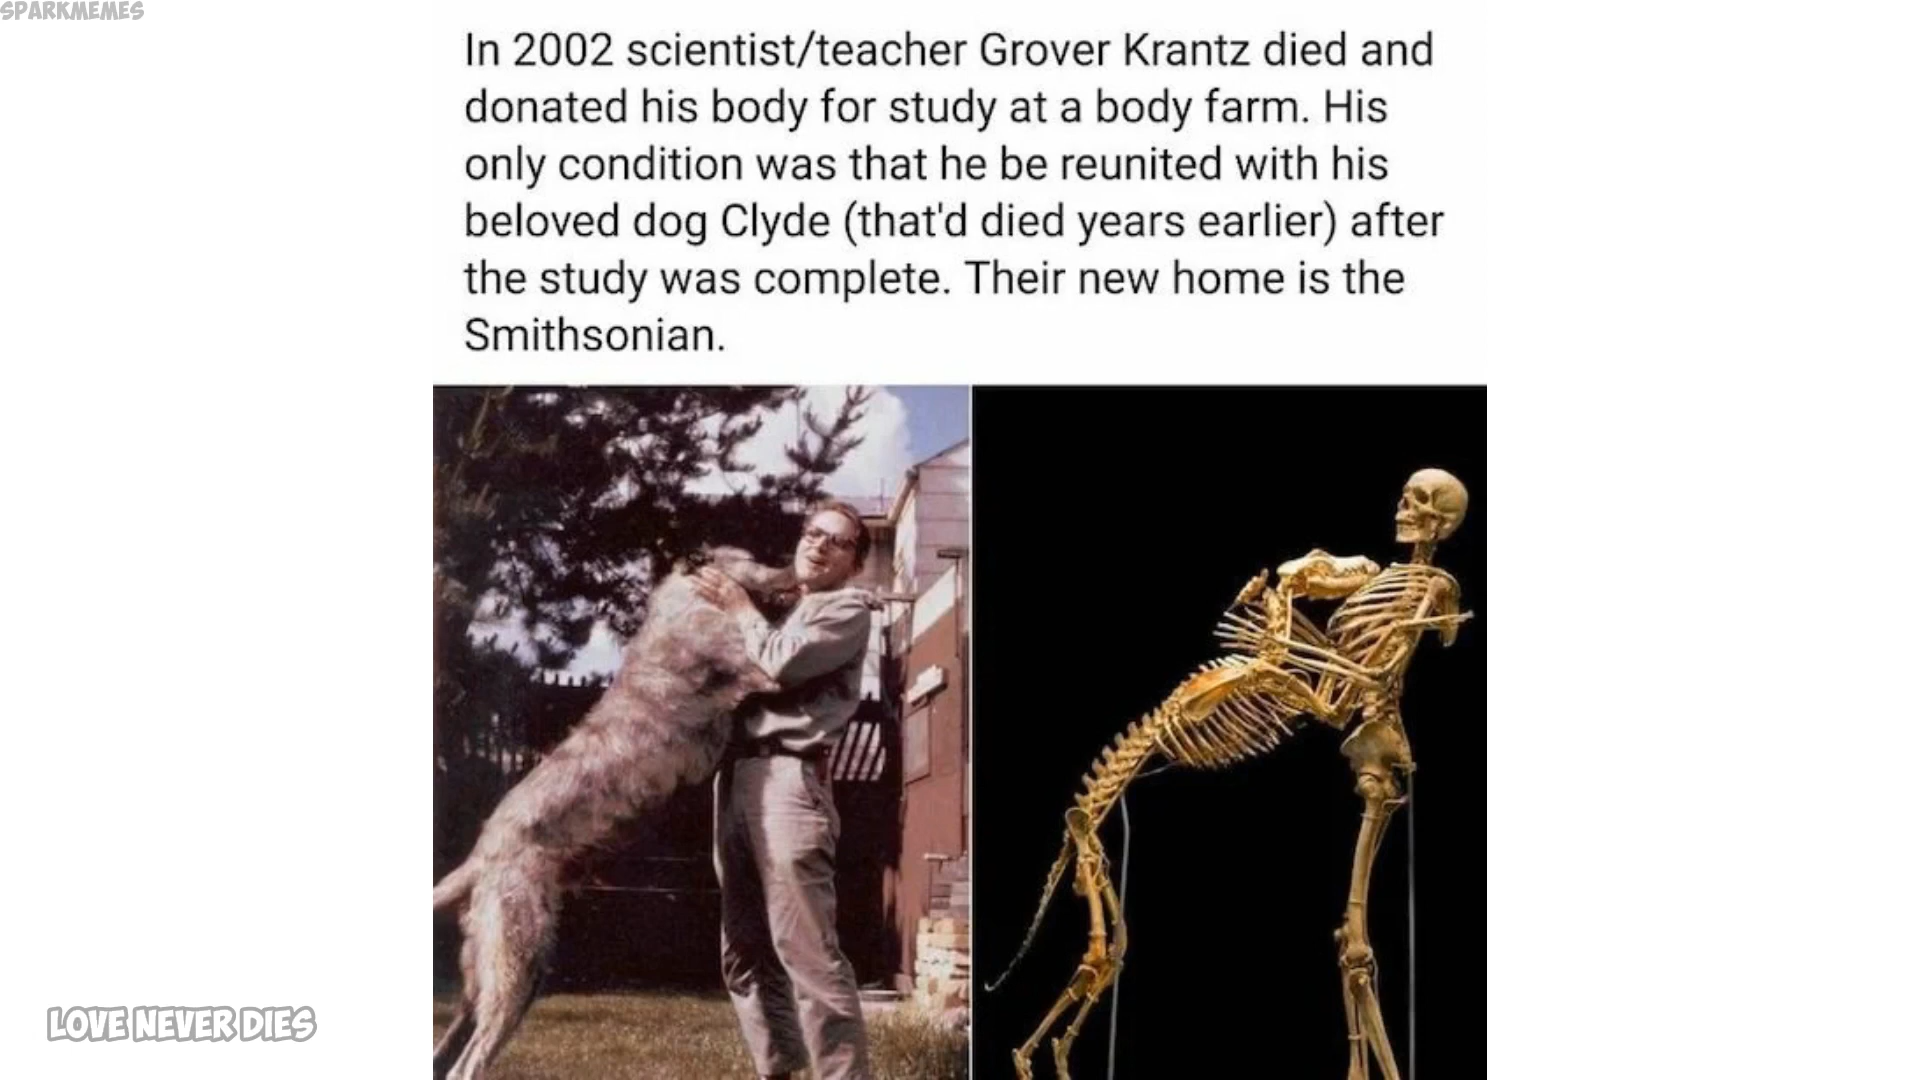 SPARKMEMES
In 2002 scientist/teacher Grover Krantz died and
donated his body for study at a body farm. His
only condition was that he be reunited with his
beloved dog Clyde (that'd died years earlier) after
the study was complete. Their new home is the
Smithsonian.
LOVE NEVER DIES